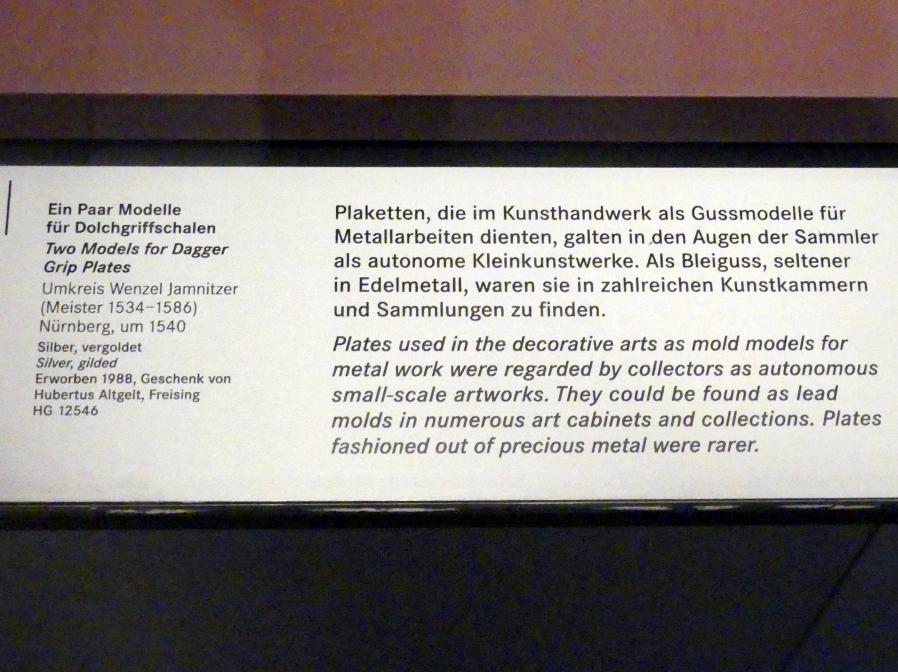 Ein Paar Modelle
für Dolchgriffschalen
Two Models for Dagger
Grip Plates
Umkreis Wenzel Jamnitzer
(Meister 1534–1586)
Nürnberg, um 1540
Silber, vergoldet
Silver, gilded
Erworben 1988, Geschenk von
Hubertus Altgelt, Freising
HG 12546
Plaketten, die im Kunsthandwerk als Gussmodelle für
Metallarbeiten dienten, galten in den Augen der Sammler
als autonome Kleinkunstwerke. Als Bleiguss, seltener
in Edelmetall, waren sie in zahlreichen Kunstkammern
und Sammlungen zu finden.
Plates used in the decorative arts as mold models for
metal work were regarded by collectors as autonomous
small-scale artworks. They could be found as lead
molds in numerous art cabinets and collections. Plates
fashioned out of precious metal were rarer.